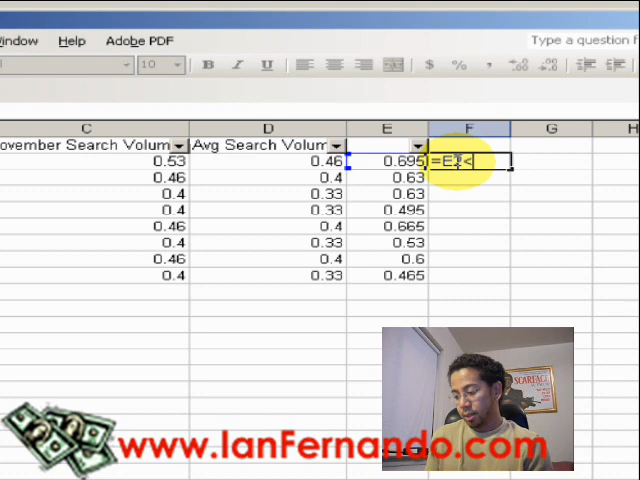 indow Help Adobe PDF Type a question f
10 B I U $ % ,
C D E F G H
ovember Search Volum Avg Search Volum
0.53 0.46 0.695 =E2<
0.46 0.4 0.63
0.4 0.33 0.63
0.33 0.33 0.495
0.46 0.4 0.665
0.4 0.33 0.53
0.46 0.4 0.6
0.4 0.33 0.465
SCARFACE
www.IanFernando.com